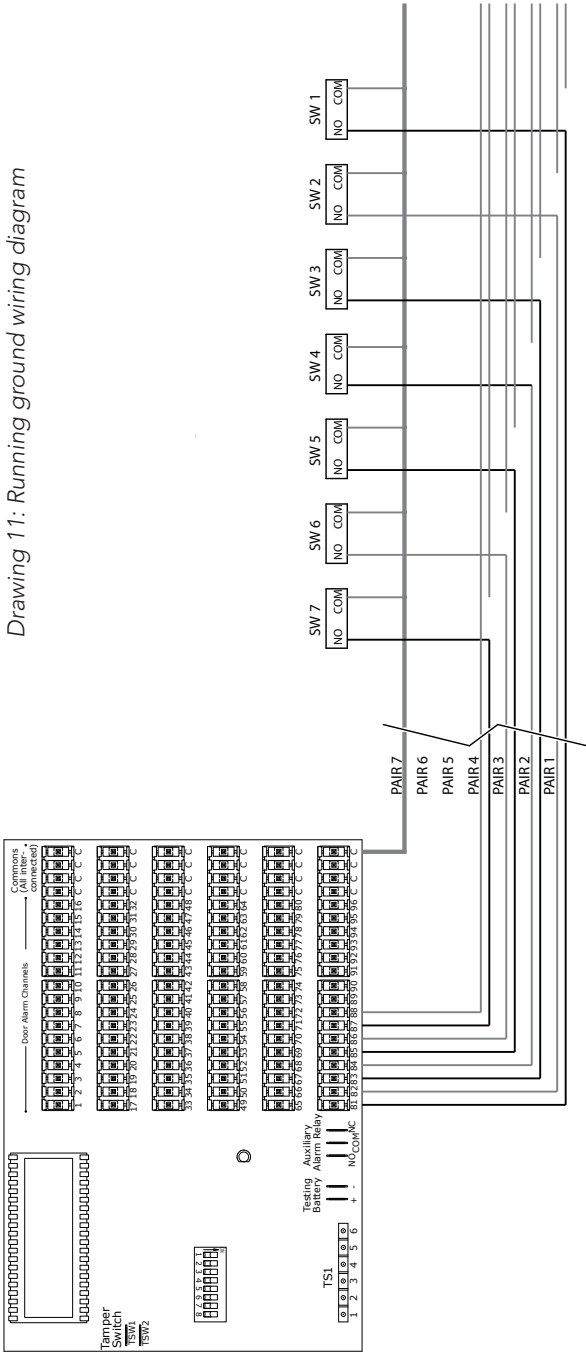 Drawing 11: Running ground wiring diagram
Door Alarm Channels
Commons
(All inter-
connected)
1 2 3 4 5 6 7 8 9 10 11 12 13 14 15 16 C C C C
17 18 19 20 21 22 23 24 25 26 27 28 29 30 31 32 C C C C
33 34 35 36 37 38 39 40 41 42 43 44 45 46 47 48 C C C C
49 50 51 52 53 54 55 56 57 58 59 60 61 62 63 64 C C C C
65 66 67 68 69 70 71 72 73 74 75 76 77 78 79 80 C C C C
81 82 83 84 85 86 87 88 89 90 91 92 93 94 95 96 C C C C
Tamper
Switch
TSW1
TSW2
1 2 3 4 5 6 7 8
TS1
1 2 3 4 5 6
Testing
Battery
+ -
Auxiliary
Alarm Relay
NO COM NC
PAIR 7
PAIR 6
PAIR 5
PAIR 4
PAIR 3
PAIR 2
PAIR 1
SW 7
NO COM
SW 6
NO COM
SW 5
NO COM
SW 4
NO COM
SW 3
NO COM
SW 2
NO COM
SW 1
NO COM